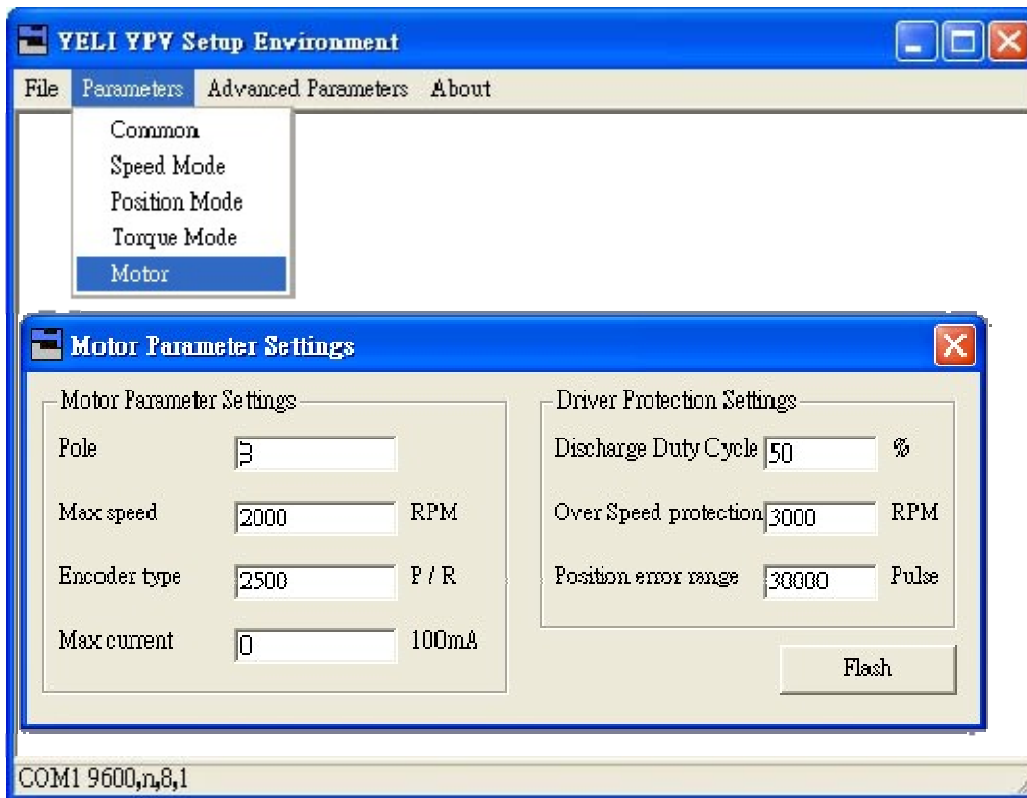 YELI YPV Setup Environment
File Parameters Advanced Parameters About
Common
Speed Mode
Position Mode
Torque Mode
Motor
Motor Parameter Settings
Motor Parameter Settings
Pole 3
Max speed 2000 RPM
Encoder type 2500 P / R
Max current 0 100mA
Driver Protection Settings
Discharge Duty Cycle 50 %
Over Speed protection 3000 RPM
Position error range 30000 Pulse
Flash
COM1 9600,n,8,1